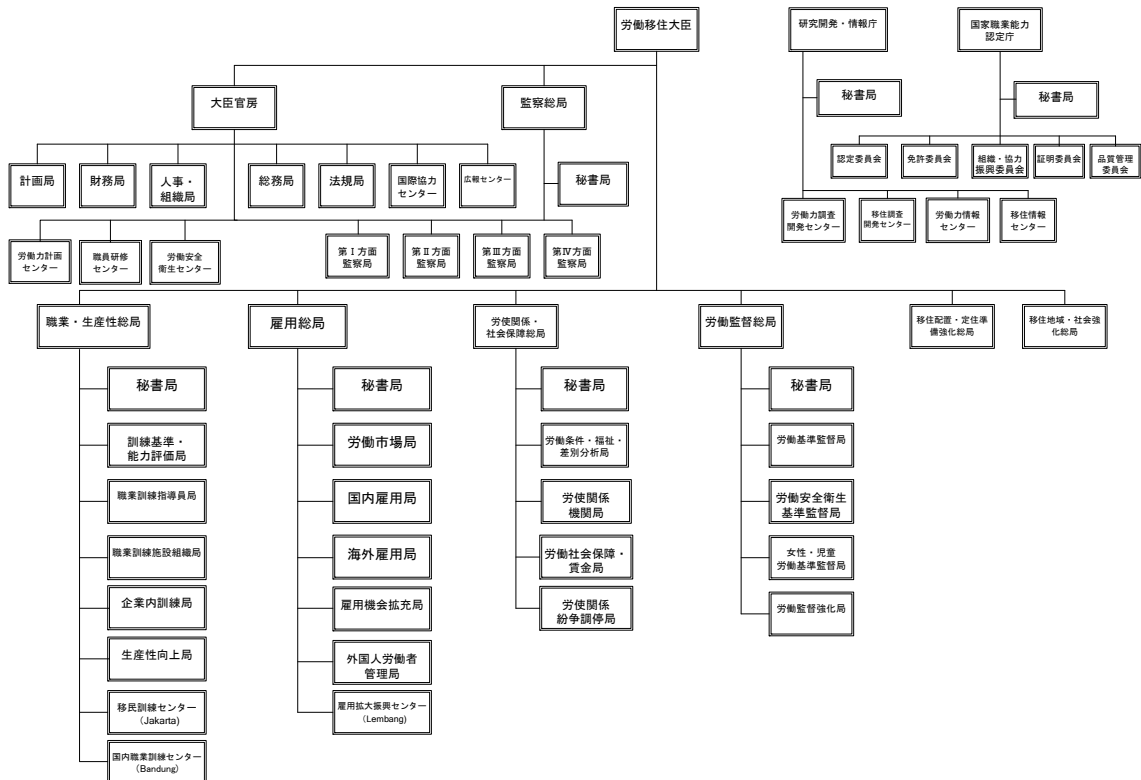 労働移住大臣
研究開発・情報庁
国家職業能力
認定庁
大臣官房
監察総局
秘書局
秘書局
計画局
財務局
人事・
組織局
総務局
法規局
国際協力
センター
広報センター
秘書局
認定委員会
免許委員会
組織・協力
振興委員会
証明委員会
品質管理
委員会
労働力計画
センター
職員研修
センター
労働安全
衛生センター
第Ⅰ方面
監察局
第Ⅱ方面
監察局
第Ⅲ方面
監察局
第Ⅳ方面
監察局
労働力調査
開発センター
移住調査
開発センター
労働力情報
センター
移住情報
センター
職業・生産性総局
雇用総局
労使関係・
社会保障総局
労働監督総局
移住配置・定住準
備強化総局
移住地域・社会強
化総局
秘書局
訓練基準・
能力評価局
職業訓練指導員局
職業訓練施設組織局
企業内訓練局
生産性向上局
移民訓練センター
(Jakarta)
国内職業訓練センター
(Bandung)
秘書局
労働市場局
国内雇用局
海外雇用局
雇用機会拡充局
外国人労働者
管理局
雇用拡大振興センター
(Lembang)
秘書局
労働条件・福祉・
差別分析局
労使関係
機関局
労働社会保障・
賃金局
労使関係
紛争調停局
秘書局
労働基準監督局
労働安全衛生
基準監督局
女性・児童
労働基準監督局
労働監督強化局